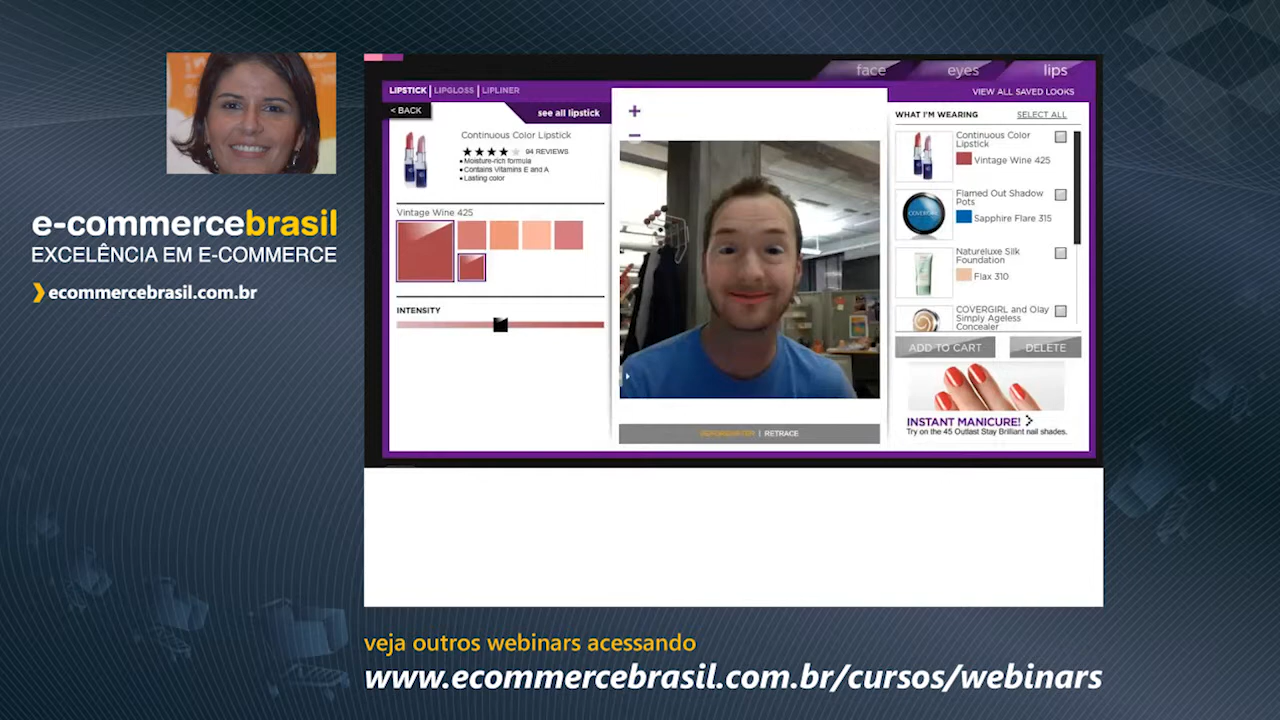 e-commercebrasil
EXCELÊNCIA EM E-COMMERCE
ecommercebrasil.com.br
face
eyes
lips
LIPSTICK | LIPGLOSS | LIPLINER
VIEW ALL SAVED LOOKS
< BACK
see all lipstick
Continuous Color Lipstick
94 REVIEWS
Moisture-rich formula
Contains Vitamins E and A
Lasting color
Vintage Wine 425
INTENSITY
+
−
BEFORE/AFTER | RETRACE
WHAT I'M WEARING
SELECT ALL
Continuous Color
Lipstick
Vintage Wine 425
Flamed Out Shadow
Pots
COVERGIRL
Sapphire Flare 315
Natureluxe Silk
Foundation
Flax 310
COVERGIRL and Olay
Simply Ageless
Concealer
ADD TO CART
DELETE
INSTANT MANICURE!
Try on the 45 Outlast Stay Brilliant nail shades.
veja outros webinars acessando
www.ecommercebrasil.com.br/cursos/webinars